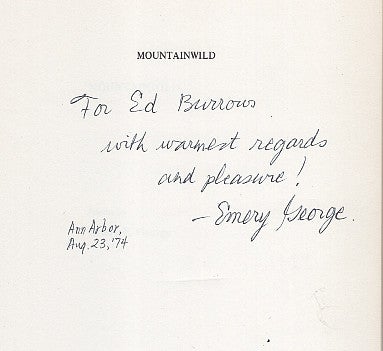 MOUNTAINWILD
For Ed Burrows
with warmest regards
and pleasure!
– Emery George.
Ann Arbor,
Aug. 23, '74